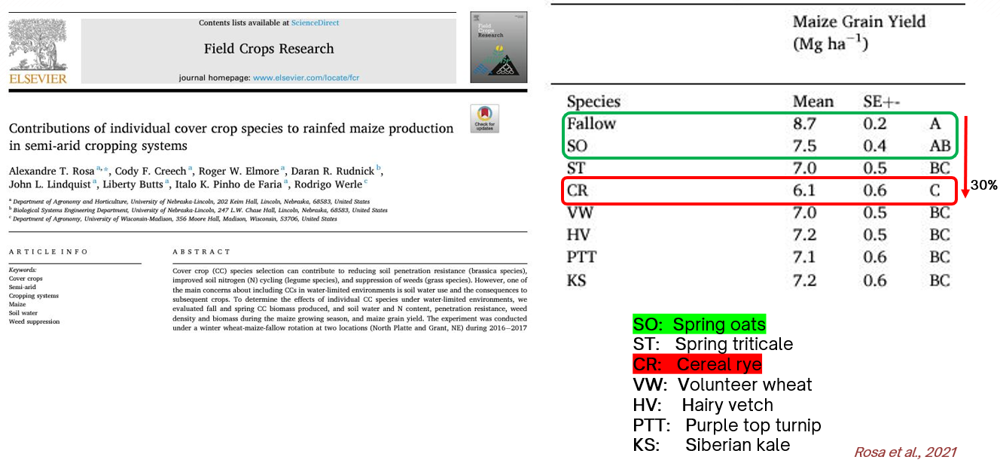 Contents lists available at ScienceDirect
Field Crops Research
journal homepage: www.elsevier.com/locate/fcr
ELSEVIER
Field
Crops
Research
Check for
updates
Contributions of individual cover crop species to rainfed maize production
in semi-arid cropping systems
Alexandre T. Rosa a,*, Cody F. Creech a, Roger W. Elmore a, Daran R. Rudnick b,
John L. Lindquist a, Liberty Butts a, Italo K. Pinho de Faria a, Rodrigo Werle c
a Department of Agronomy and Horticulture, University of Nebraska-Lincoln, 202 Keim Hall, Lincoln, Nebraska, 68583, United States
b Biological Systems Engineering Department, University of Nebraska-Lincoln, 247 L.W. Chase Hall, Lincoln, Nebraska, 68583, United States
c Department of Agronomy, University of Wisconsin-Madison, 356 Moore Hall, Madison, Wisconsin, 53706, United States
ARTICLE INFO
Keywords:
Cover crops
Semi-arid
Cropping systems
Maize
Soil water
Weed suppression
ABSTRACT
Cover crop (CC) species selection can contribute to reducing soil penetration resistance (brassica species),
improved soil nitrogen (N) cycling (legume species), and suppression of weeds (grass species). However, one of
the main concerns about including CCs in water-limited environments is soil water use and the consequences to
subsequent crops. To determine the effects of individual CC species under water-limited environments, we
evaluated fall and spring CC biomass produced, and soil water and N content, penetration resistance, weed
density and biomass during the maize growing season, and maize grain yield. The experiment was conducted
under a winter wheat-maize-fallow rotation at two locations (North Platte and Grant, NE) during 2016–2017
Maize Grain Yield
(Mg ha−1)
Species Mean SE+-
Fallow 8.7 0.2 A
SO 7.5 0.4 AB
ST 7.0 0.5 BC
CR 6.1 0.6 C
VW 7.0 0.5 BC
HV 7.2 0.5 BC
PTT 7.1 0.6 BC
KS 7.2 0.6 BC
30%
SO: Spring oats
ST: Spring triticale
CR: Cereal rye
VW: Volunteer wheat
HV: Hairy vetch
PTT: Purple top turnip
KS: Siberian kale
Rosa et al., 2021